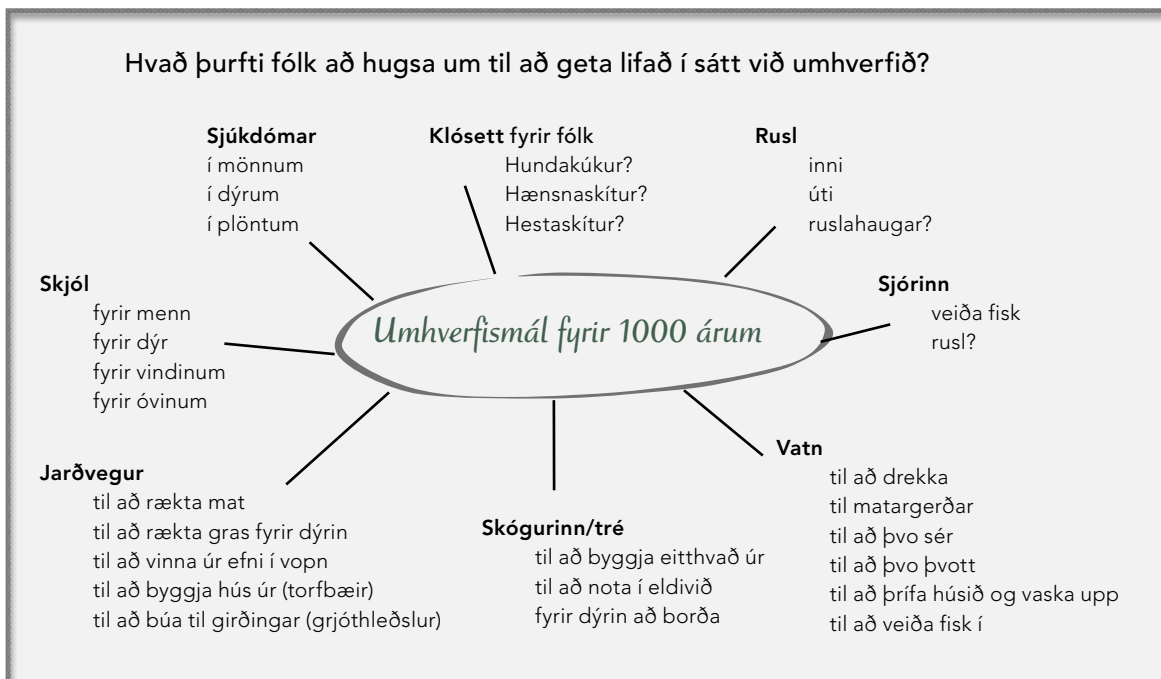 Hvað þurfti fólk að hugsa um til að geta lifað í sátt við umhverfið?
Sjúkdómar
í mönnum
í dýrum
í plöntum
Klósett fyrir fólk
Hundakúkur?
Hænsnaskítur?
Hestaskítur?
Rusl
inni
úti
ruslahaugar?
Skjól
fyrir menn
fyrir dýr
fyrir vindinum
fyrir óvinum
Umhverfismál fyrir 1000 árum
Sjórinn
veiða fisk
rusl?
Jarðvegur
til að rækta mat
til að rækta gras fyrir dýrin
til að vinna úr efni í vopn
til að byggja hús úr (torfbæir)
til að búa til girðingar (grjóthleðslur)
Skógurinn/tré
til að byggja eitthvað úr
til að nota í eldivið
fyrir dýrin að borða
Vatn
til að drekka
til matargerðar
til að þvo sér
til að þvo þvott
til að þrífa húsið og vaska upp
til að veiða fisk í